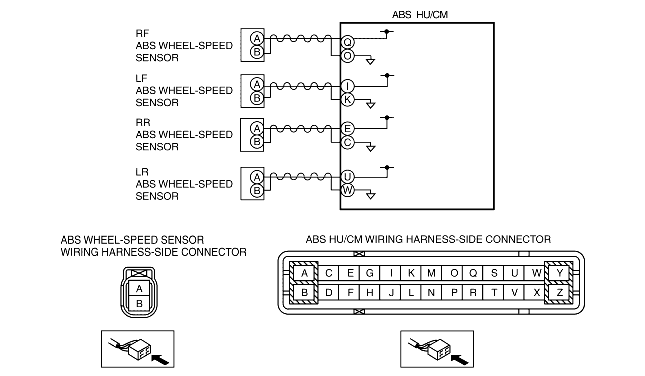 ABS HU/CM
RF
ABS WHEEL-SPEED
SENSOR
A
B
Q
O
LF
ABS WHEEL-SPEED
SENSOR
A
B
I
K
RR
ABS WHEEL-SPEED
SENSOR
A
B
E
C
LR
ABS WHEEL-SPEED
SENSOR
A
B
U
W
ABS WHEEL-SPEED SENSOR
WIRING HARNESS-SIDE CONNECTOR
A
B
ABS HU/CM WIRING HARNESS-SIDE CONNECTOR
A C E G I K M O Q S U W Y
B D F H J L N P R T V X Z